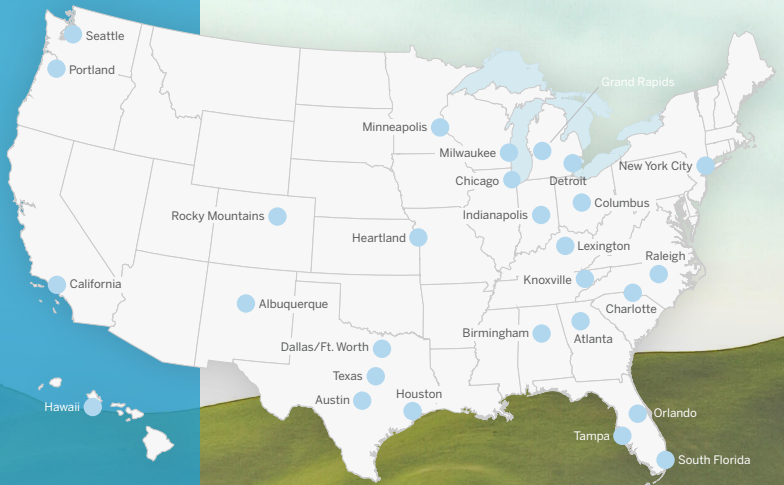 Seattle
Portland
Grand Rapids
Minneapolis
Milwaukee
New York City
Chicago
Detroit
Columbus
Rocky Mountains
Indianapolis
Heartland
Lexington
Raleigh
Knoxville
California
Albuquerque
Charlotte
Birmingham
Atlanta
Dallas/Ft. Worth
Texas
Houston
Austin
Hawaii
Orlando
Tampa
South Florida